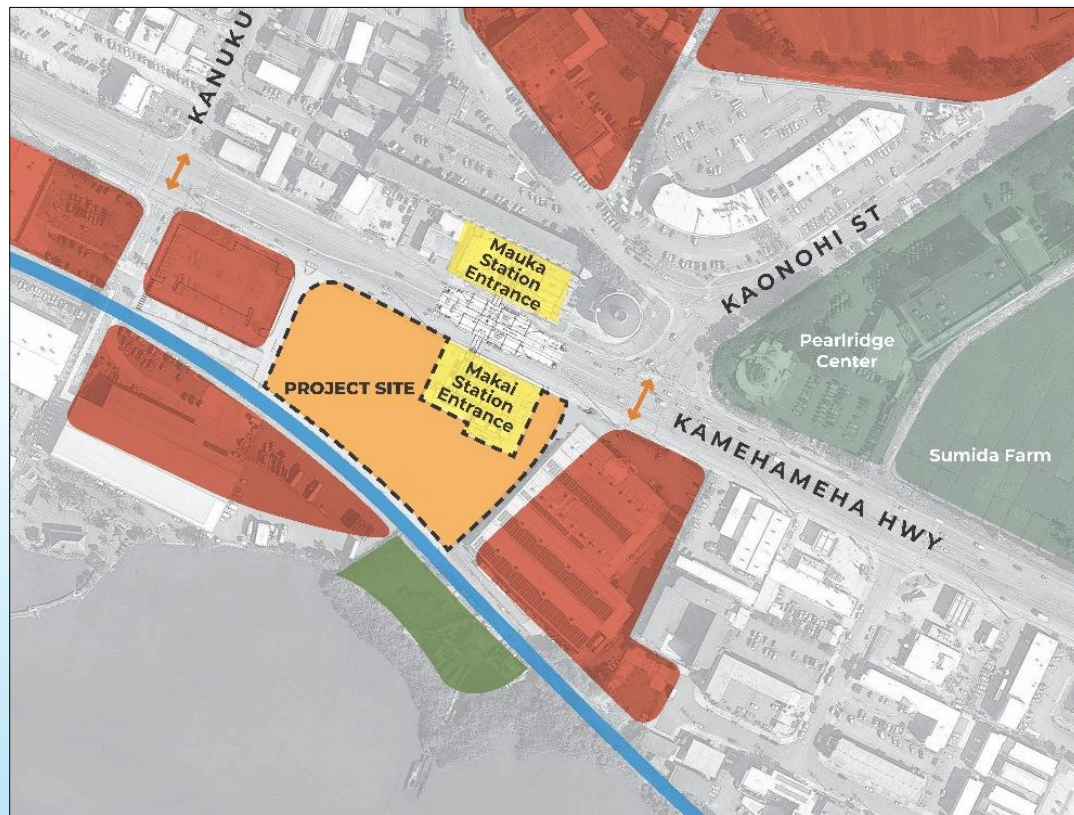 KANUKU
Mauka
Station
Entrance
KAONOHI ST
Pearlridge
Center
PROJECT SITE
Makai
Station
Entrance
KAMEHAMEHA HWY
Sumida Farm